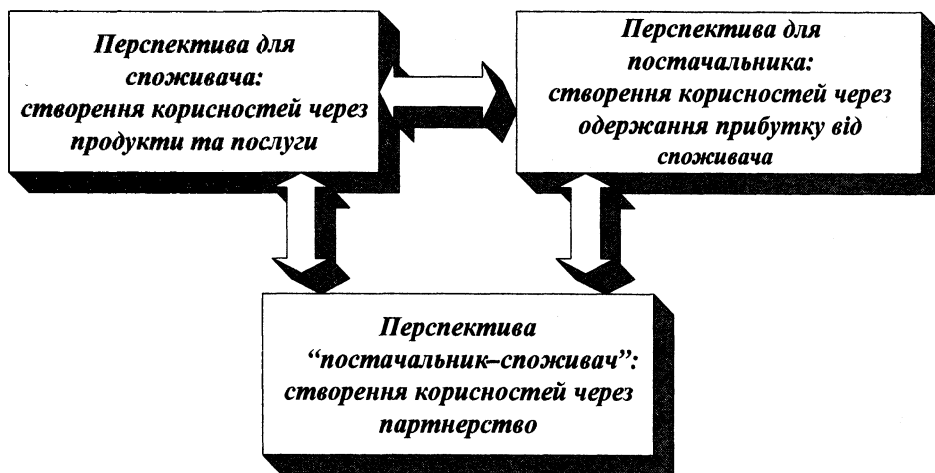 Перспектива для
споживача:
створення корисностей через
продукти та послуги
Перспектива для
постачальника:
створення корисностей через
одержання прибутку від
споживача
Перспектива
“постачальник–споживач”:
створення корисностей через
партнерство